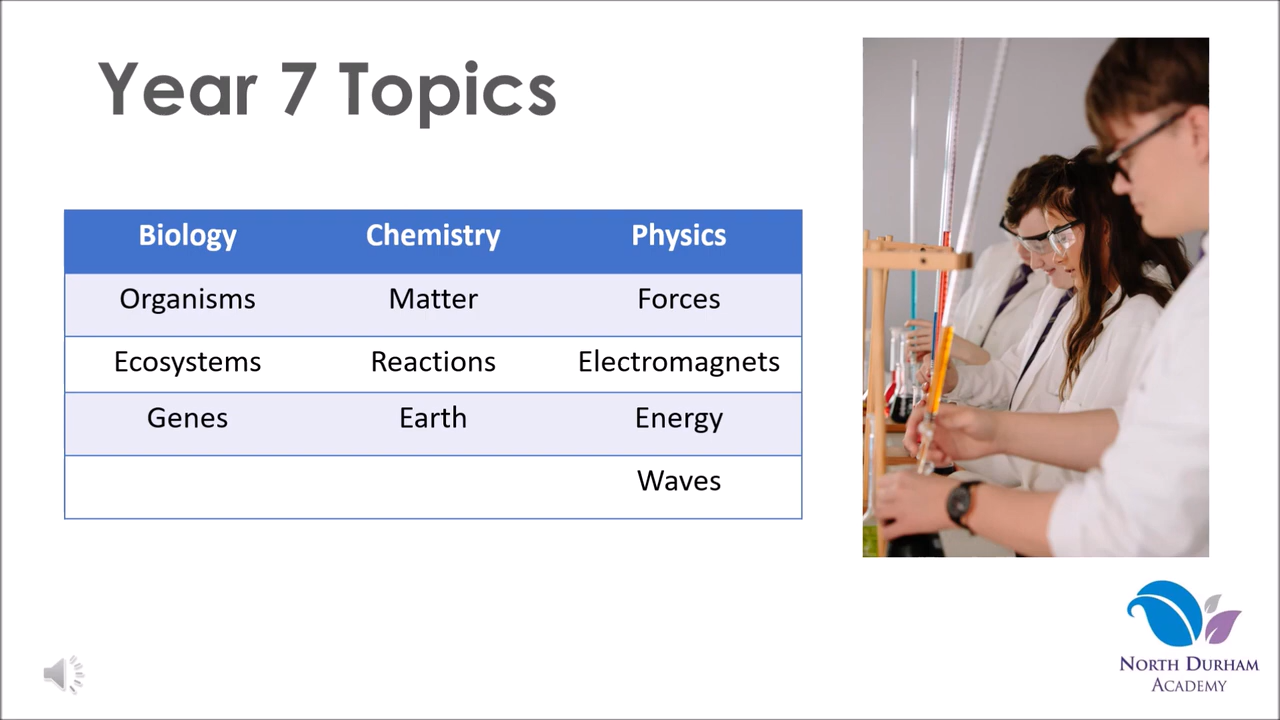 Year 7 Topics
Biology Chemistry Physics
Organisms Matter Forces
Ecosystems Reactions Electromagnets
Genes Earth Energy
Waves
North Durham
Academy